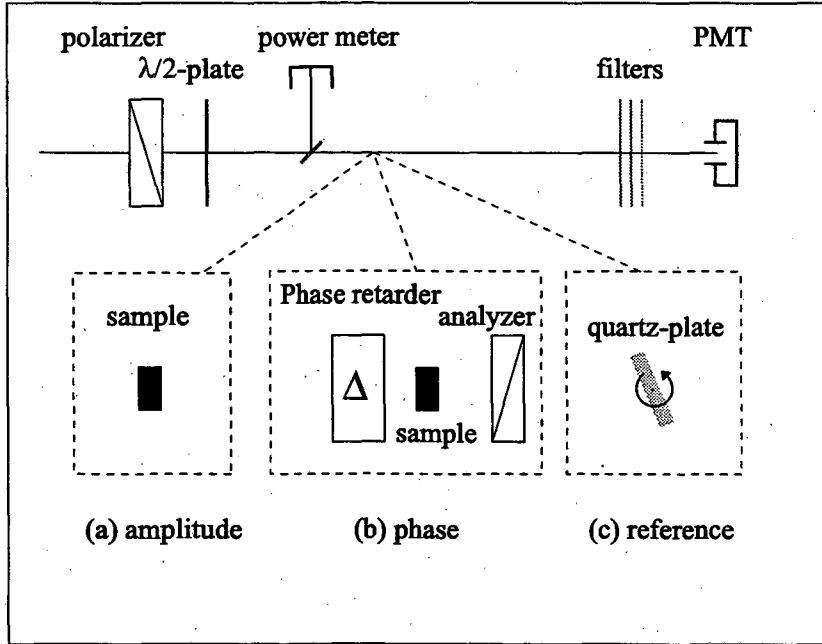 polarizer
power meter
PMT
λ/2-plate
filters
sample
Phase retarder
analyzer
Δ
sample
quartz-plate
(a) amplitude
(b) phase
(c) reference